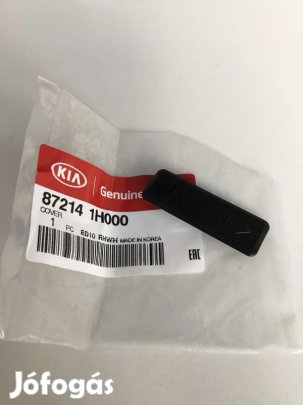 KIA
Genuine
87214 1H000
COVER
1 PC ED10 RHWH MADE IN KOREA
EAC
Jófogás